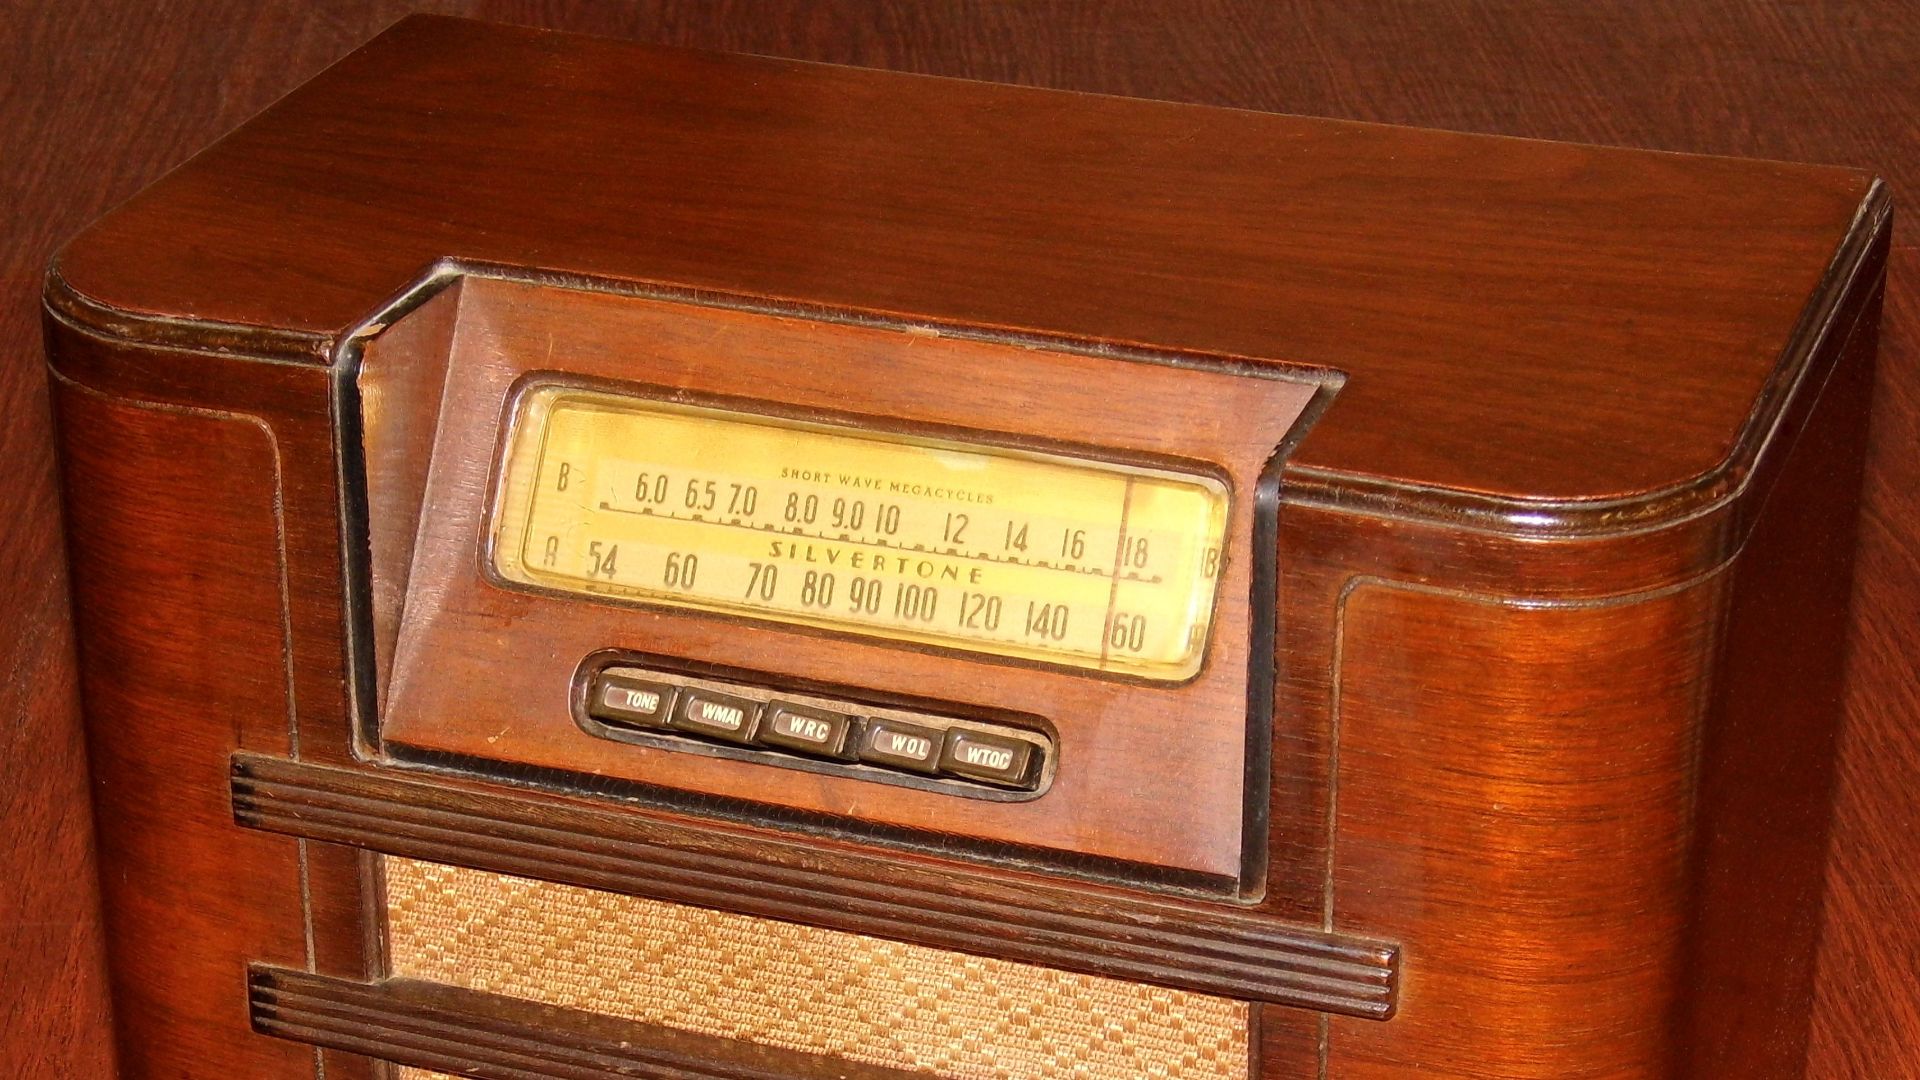 SHORT WAVE MEGACYCLES
B 6.0 6.5 7.0 8.0 9.0 10 12 14 16 18 B
SILVERTONE
A 54 60 70 80 90 100 120 140 160
TONE WMAL WRC WOL WTOC